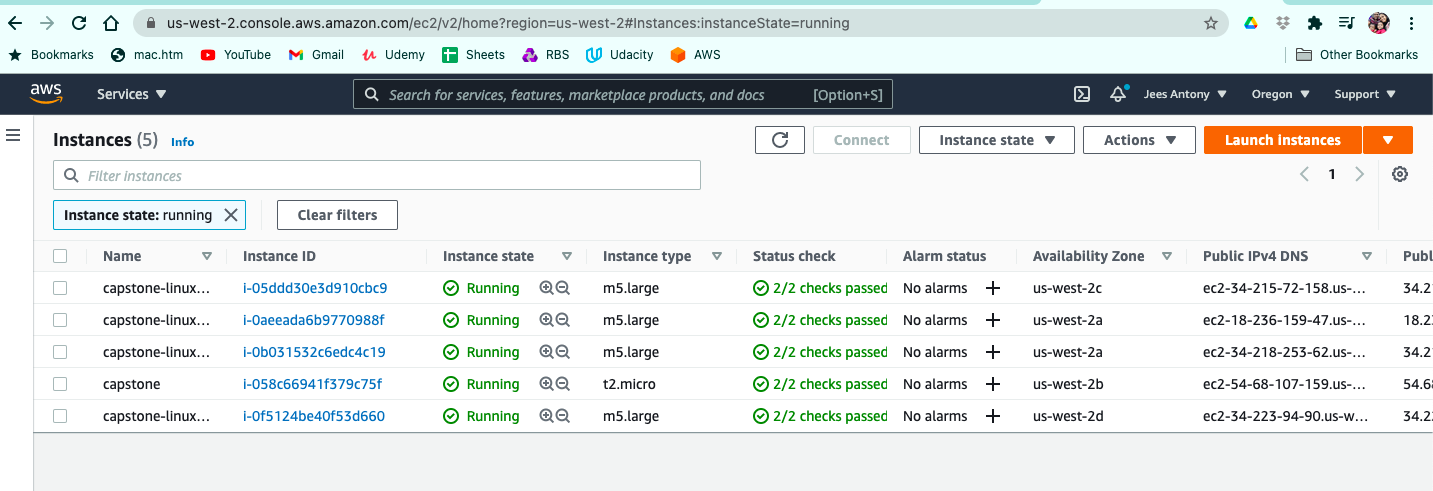 us-west-2.console.aws.amazon.com/ec2/v2/home?region=us-west-2#Instances:instanceState=running
Bookmarks mac.htm YouTube Gmail Udemy Sheets RBS Udacity AWS Other Bookmarks
aws Services Search for services, features, marketplace products, and docs [Option+S] Jees Antony Oregon Support
Instances (5) Info Connect Instance state Actions Launch instances
Filter instances 1
Instance state: running Clear filters
Name Instance ID Instance state Instance type Status check Alarm status Availability Zone Public IPv4 DNS Publ
capstone-linux... i-05ddd30e3d910cbc9 Running m5.large 2/2 checks passed No alarms + us-west-2c ec2-34-215-72-158.us-... 34.21
capstone-linux... i-0aeeada6b9770988f Running m5.large 2/2 checks passed No alarms + us-west-2a ec2-18-236-159-47.us-... 18.23
capstone-linux... i-0b031532c6edc4c19 Running m5.large 2/2 checks passed No alarms + us-west-2a ec2-34-218-253-62.us-... 34.21
capstone i-058c66941f379c75f Running t2.micro 2/2 checks passed No alarms + us-west-2b ec2-54-68-107-159.us-... 54.68
capstone-linux... i-0f5124be40f53d660 Running m5.large 2/2 checks passed No alarms + us-west-2d ec2-34-223-94-90.us-w... 34.22